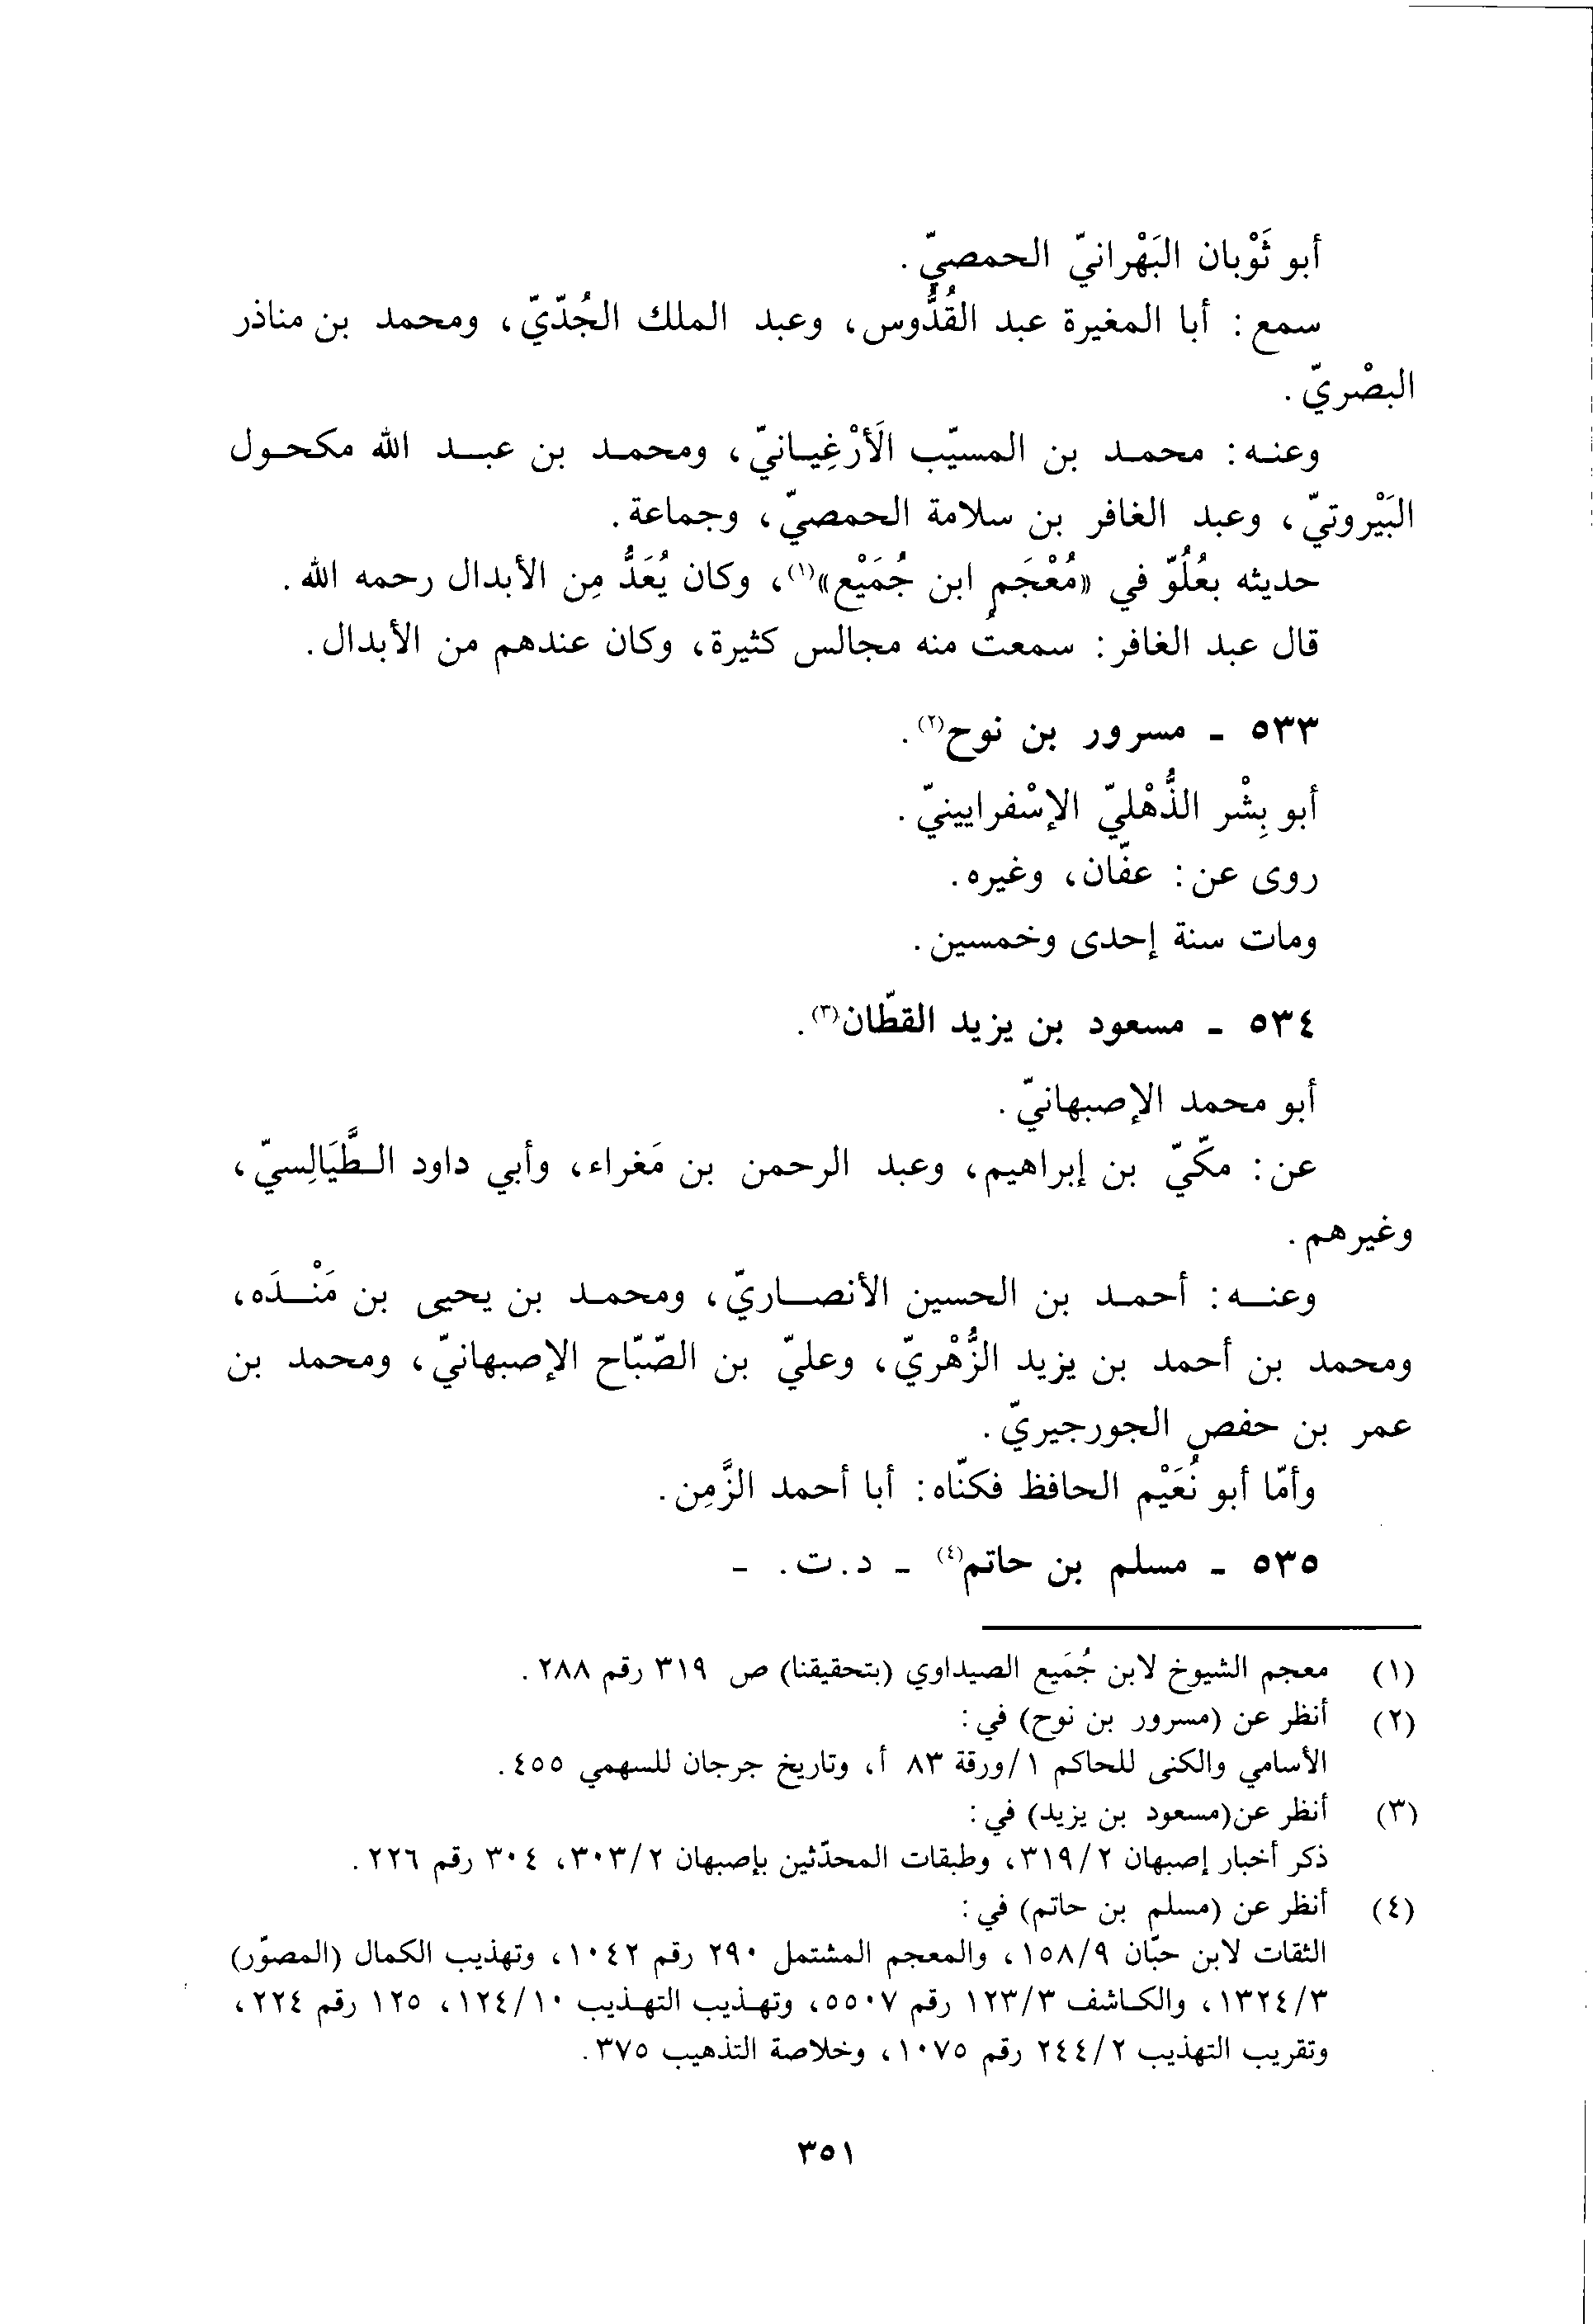 أبو ثَوْبان البَهْرانيّ الحمصيّ.
سمع: أبا المغيرة عبد القُدُّوس، وعبد الملك الجُدّيّ، ومحمد بن مناذر
البصْريّ.
وعنه: محمد بن المسيّب الَأرْغِيانيّ، ومحمد بن عبد الله مكحول
البَيْروتيّ، وعبد الغافر بن سلامة الحمصيّ، وجماعة.
حديثه بعُلُوّ في «مُعْجَم ابن جُمَيْع»(١)، وكان يُعَدُّ مِن الأبدال رحمه الله.
قال عبد الغافر: سمعتُ منه مجالس كثيرة، وكان عندهم من الأبدال.
٥٣٣ - مسرور بن نوح(٢).
أبو بِشْر الذُّهْليّ الإسْفرايينيّ.
روى عن: عفّان، وغيره.
ومات سنة إحدى وخمسين.
٥٣٤ - مسعود بن يزيد القطّان(٣).
أبو محمد الإصبهانيّ.
عن: مكّيّ بن إبراهيم، وعبد الرحمن بن مَغراء، وأبي داود الطَّيَالِسيّ،
وغيرهم.
وعنه: أحمد بن الحسين الأنصاريّ، ومحمد بن يحيى بن مَنْدَه،
ومحمد بن أحمد بن يزيد الزُّهْريّ، وعليّ بن الصّبّاح الإصبهانيّ، ومحمد بن
عمر بن حفص الجورجيريّ.
وأمّا أبو نُعَيْم الحافظ فكنّاه: أبا أحمد الزَّمِن.
٥٣٥ - مسلم بن حاتم(٤) - د.ت. -
(١) معجم الشيوخ لابن جُمَيع الصيداوي (بتحقيقنا) ص ٣١٩ رقم ٢٨٨.
(٢) أنظر عن (مسرور بن نوح) في:
الأسامي والكنى للحاكم ١/ورقة ٨٣ أ، وتاريخ جرجان للسهمي ٤٥٥.
(٣) أنظر عن(مسعود بن يزيد) في:
ذكر أخبار إصبهان ٣١٩/٢، وطبقات المحدّثين بإصبهان ٣٠٣/٢، ٣٠٤ رقم ٢٢٦.
(٤) أنظر عن (مسلم بن حاتم) في:
الثقات لابن حبّان ١٥٨/٩، والمعجم المشتمل ٢٩٠ رقم ١٠٤٢، وتهذيب الكمال (المصوّر)
١٣٢٤/٣، والكاشف ١٢٣/٣ رقم ٥٥٠٧، وتهذيب التهذيب ١٢٤/١٠، ١٢٥ رقم ٢٢٤،
وتقريب التهذيب ٢٤٤/٢ رقم ١٠٧٥، وخلاصة التذهيب ٣٧٥.
٣٥١